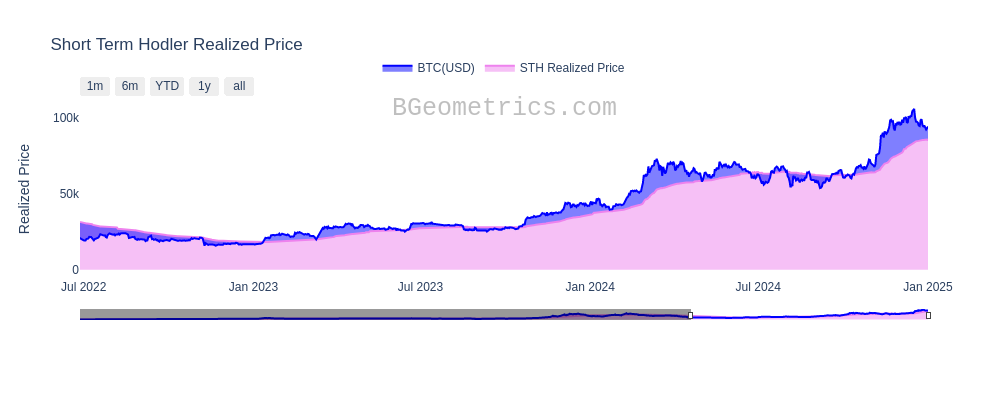 Short Term Hodler Realized Price
BTC(USD) STH Realized Price
1m 6m YTD 1y all
BGeometrics.com
Realized Price
100k
50k
0
Jul 2022 Jan 2023 Jul 2023 Jan 2024 Jul 2024 Jan 2025